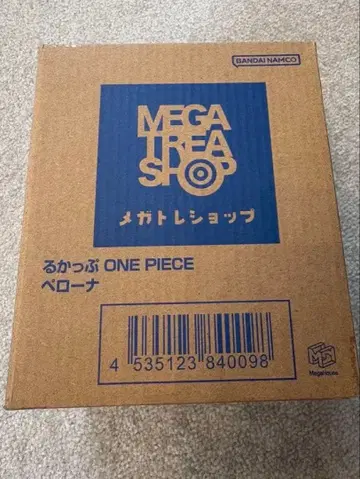 BANDAI NAMCO
MEGA
TREA
SHOP
メガトレショップ
るかっぷ ONE PIECE
ペローナ
4 535123 840098
MegaHouse